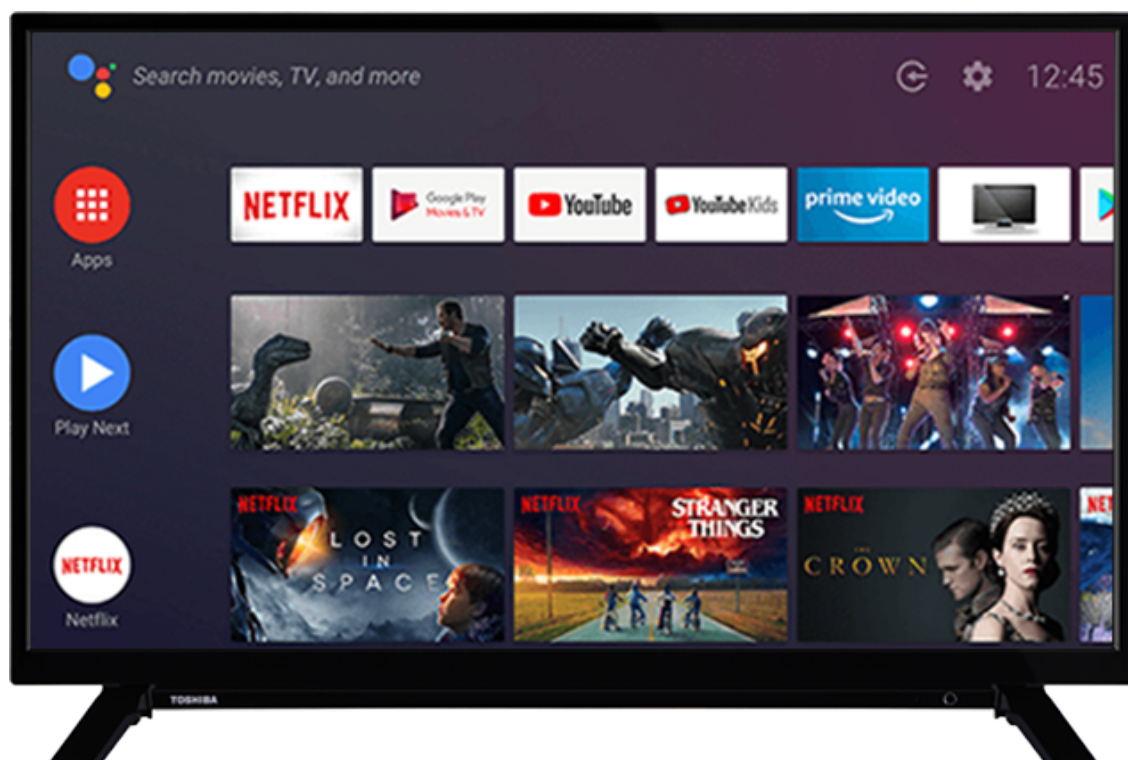 Search movies, TV, and more
12:45
NETFLIX
Google Play
Movies & TV
YouTube
YouTube Kids
prime video
Apps
Play Next
NETFLIX
LOST
IN
SPACE
NETFLIX
STRANGER
THINGS
NETFLIX
THE
CROWN
NET
NETFLIX
Netflix
TOSHIBA